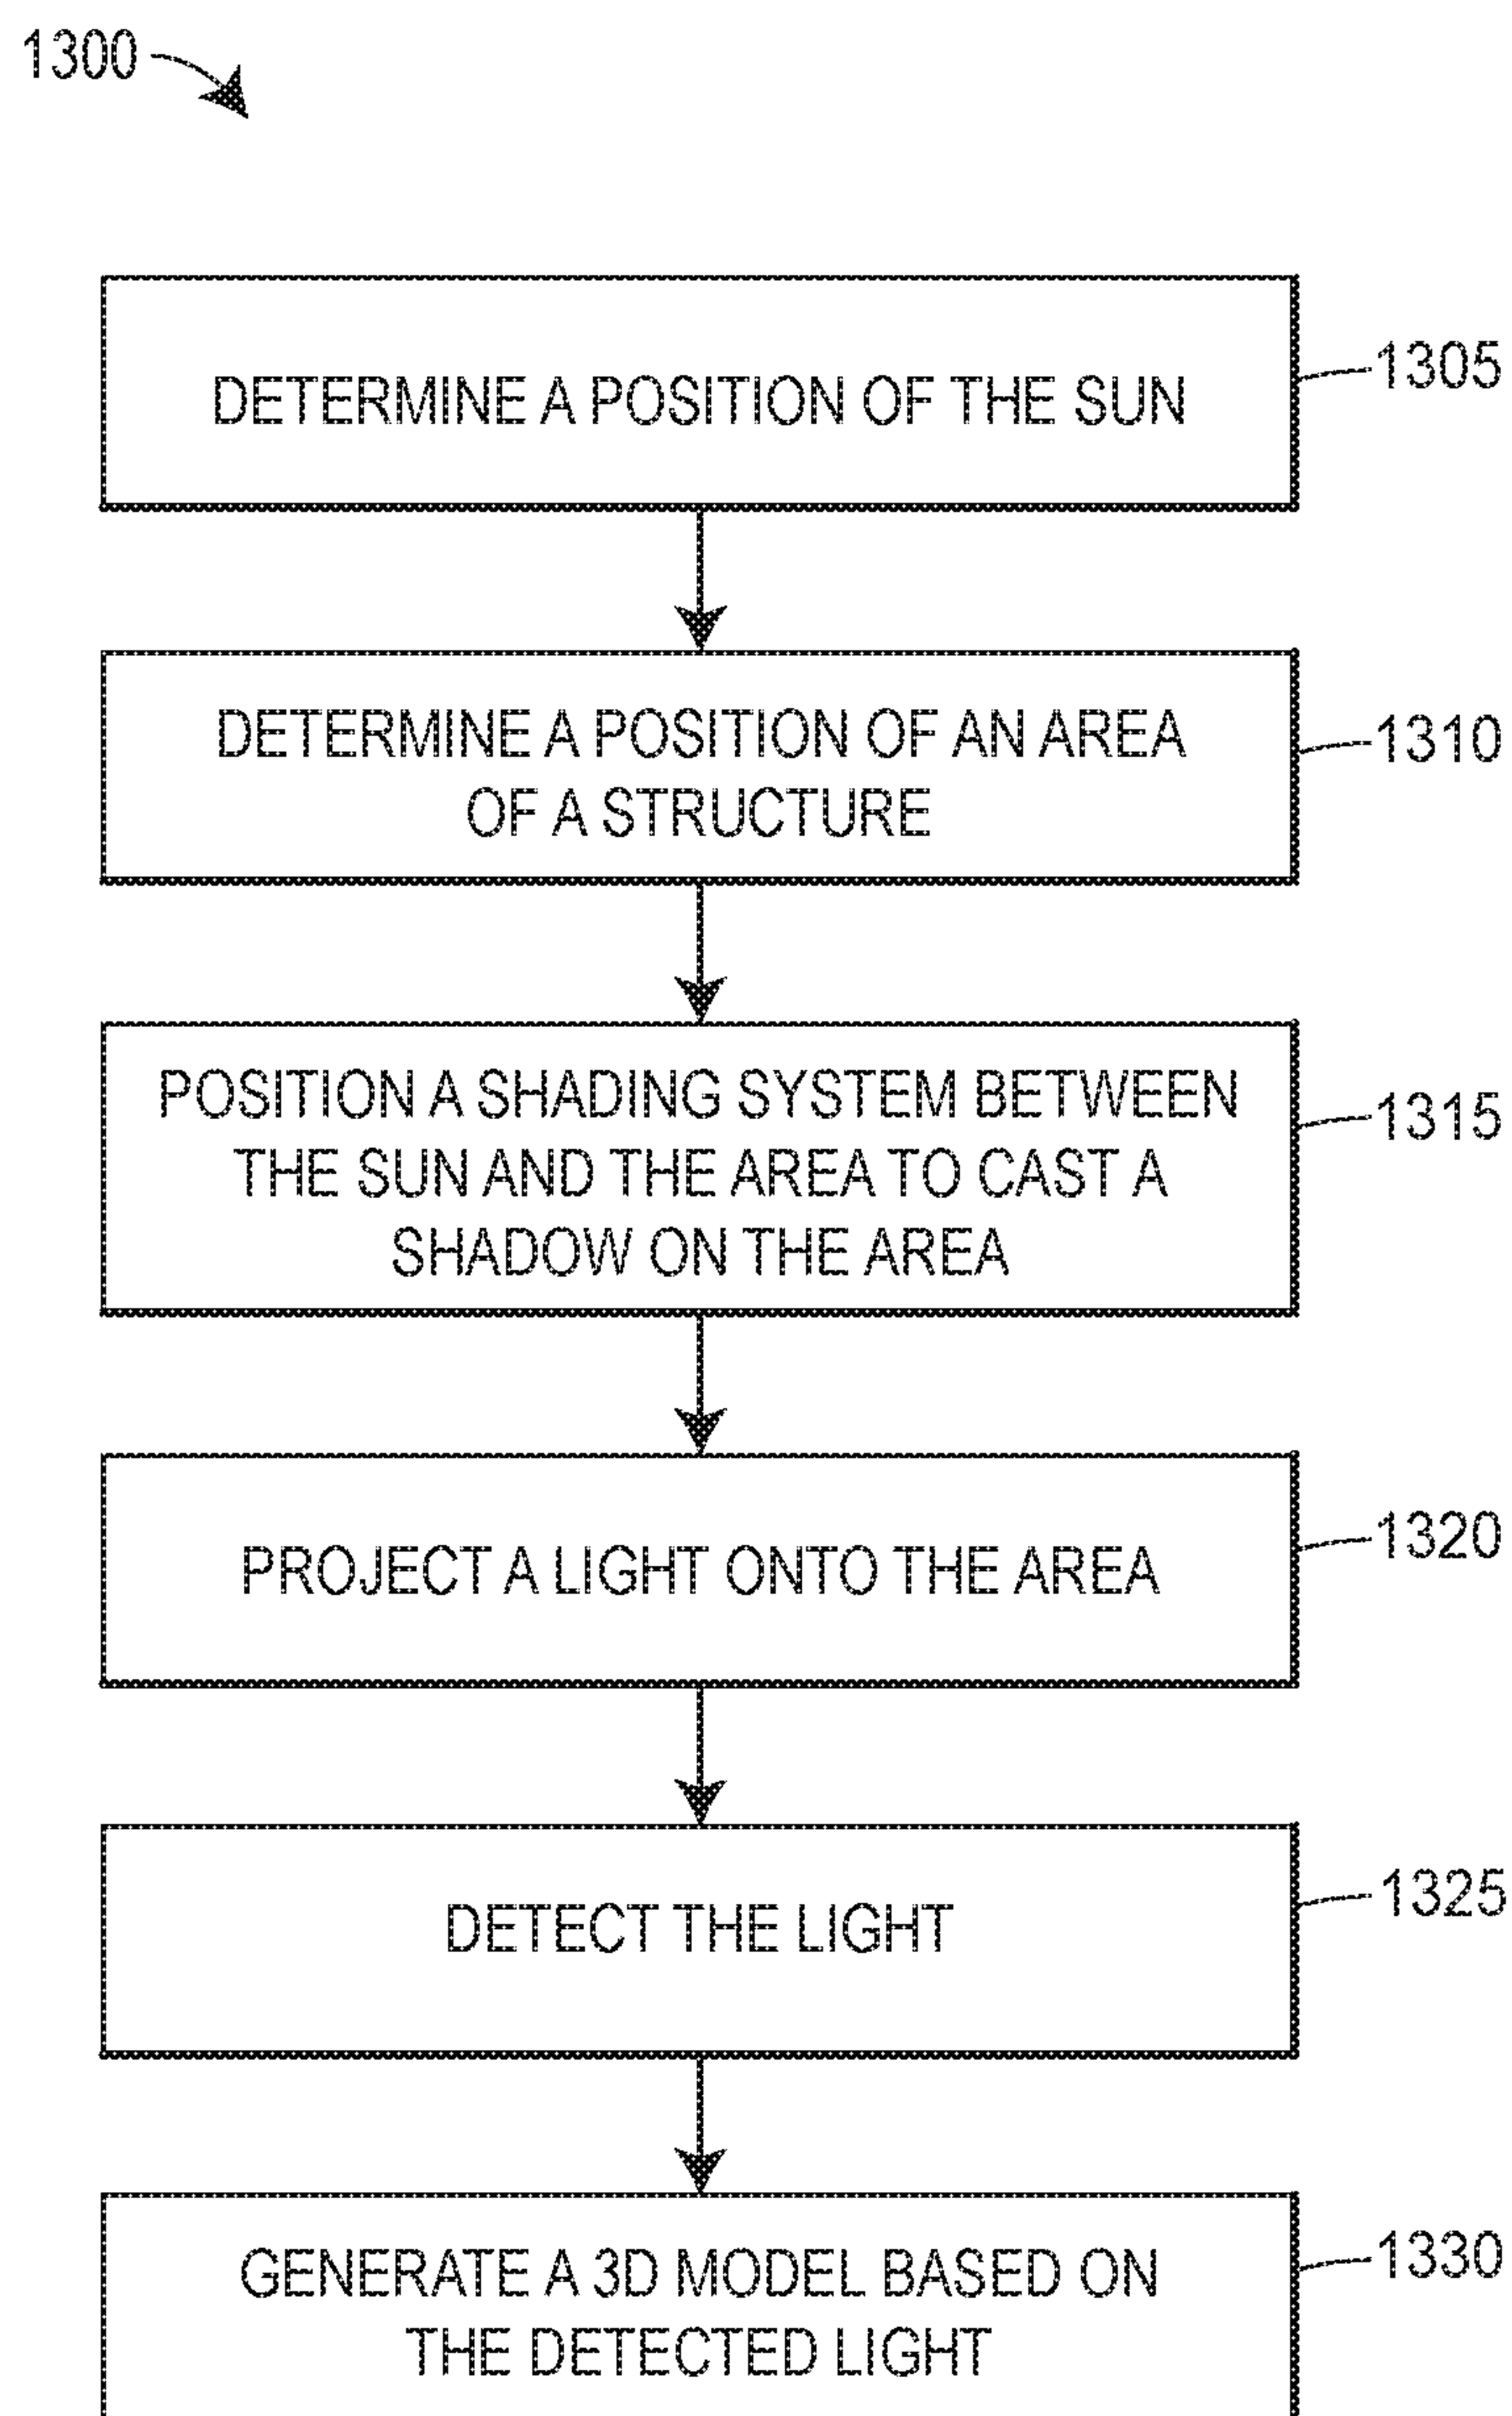 1300
DETERMINE A POSITION OF THE SUN
1305
DETERMINE A POSITION OF AN AREA
OF A STRUCTURE
1310
POSITION A SHADING SYSTEM BETWEEN
THE SUN AND THE AREA TO CAST A
SHADOW ON THE AREA
1315
PROJECT A LIGHT ONTO THE AREA
1320
DETECT THE LIGHT
1325
GENERATE A 3D MODEL BASED ON
THE DETECTED LIGHT
1330